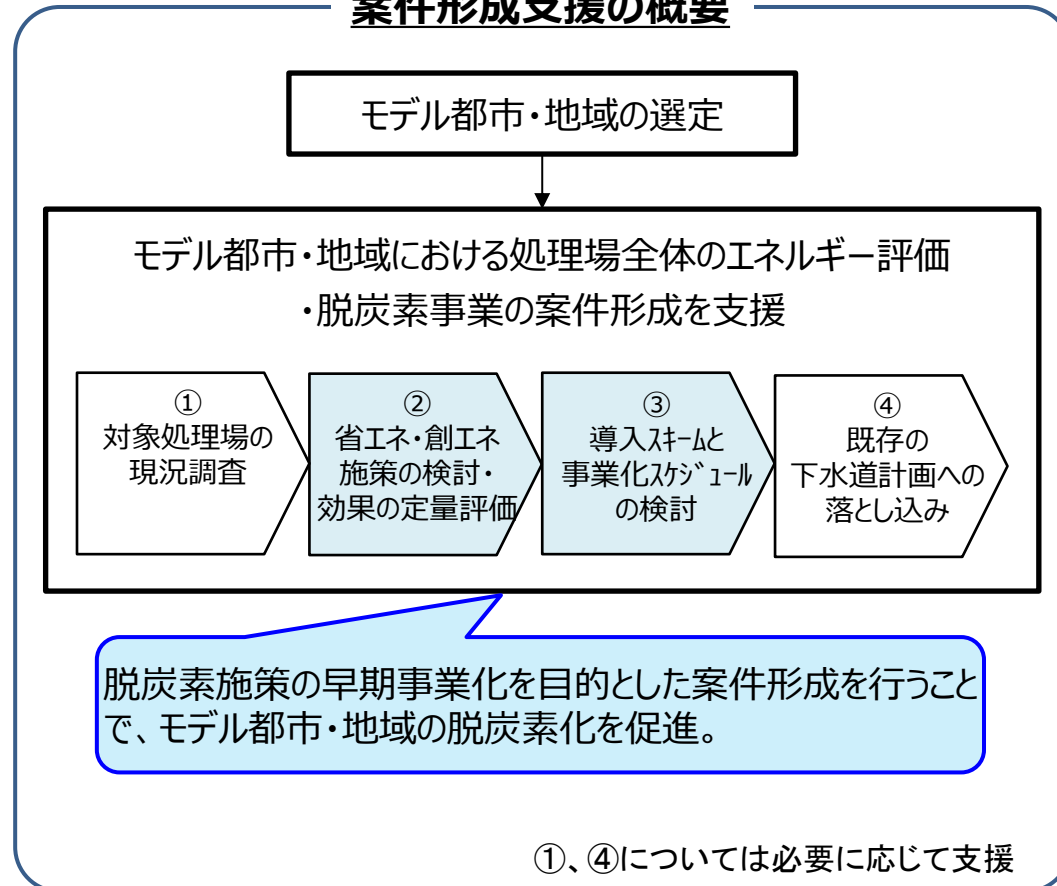 案件形成支援の概要
モデル都市・地域の選定
モデル都市・地域における処理場全体のエネルギー評価
・脱炭素事業の案件形成を支援
①
対象処理場の
現況調査
②
省エネ・創エネ
施策の検討・
効果の定量評価
③
導入ｽｷｰﾑと
事業化ｽｹｼﾞｭｰﾙ
の検討
④
既存の
下水道計画への
落とし込み
脱炭素施策の早期事業化を目的とした案件形成を行うこと
で、モデル都市・地域の脱炭素化を促進。
①、④については必要に応じて支援